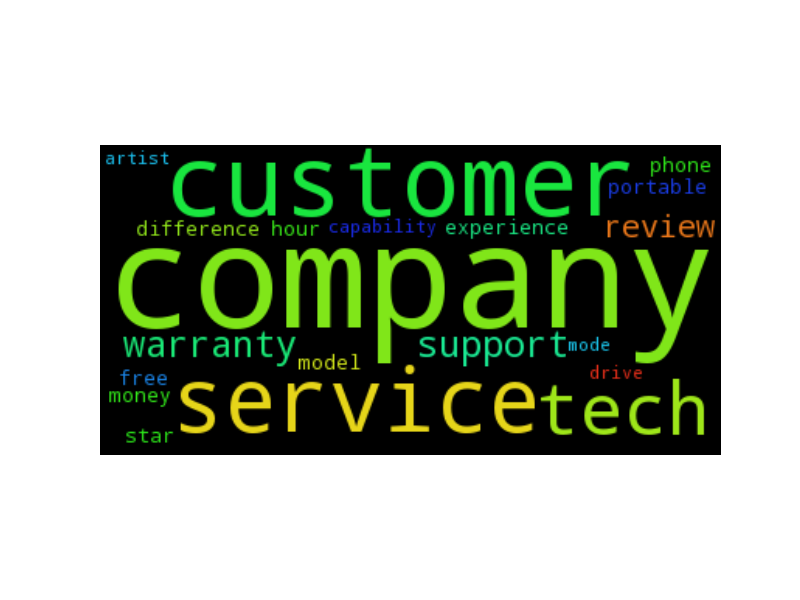 artist customer phone
portable
difference hour capability experience review
company
warranty support mode
model
free drive
money service tech
star